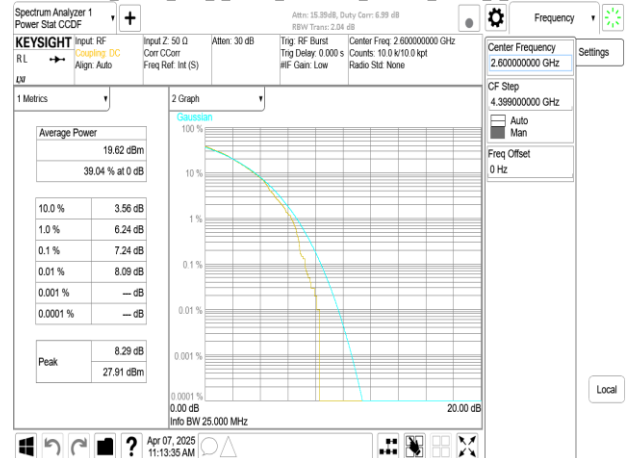 Spectrum Analyzer 1
Power Stat CCDF
Attn: 15.39dB, Duty Corr: 6.99 dB
RBW Trans: 2.04 dB
Frequency
KEYSIGHT
RL
Input: RF
Coupling: DC
Align: Auto
Input Z: 50 Ω
Corr CCorr
Freq Ref: Int (S)
Atten: 30 dB
Trig: RF Burst
Trig Delay: 0.000 s
#IF Gain: Low
Center Freq: 2.600000000 GHz
Counts: 10.0 k/10.0 kpt
Radio Std: None
Center Frequency
2.600000000 GHz
Settings
CF Step
4.399000000 GHz
Auto
Man
Freq Offset
0 Hz
Local
1 Metrics
Average Power
19.62 dBm
39.04 % at 0 dB
10.0 % 3.56 dB
1.0 % 6.24 dB
0.1 % 7.24 dB
0.01 % 8.09 dB
0.001 % --- dB
0.0001 % --- dB
Peak
8.29 dB
27.91 dBm
2 Graph
Gaussian
100 %
10 %
1 %
0.1 %
0.01 %
0.001 %
0.0001 %
0.00 dB
20.00 dB
Info BW 25.000 MHz
?
Apr 07, 2025
11:13:35 AM